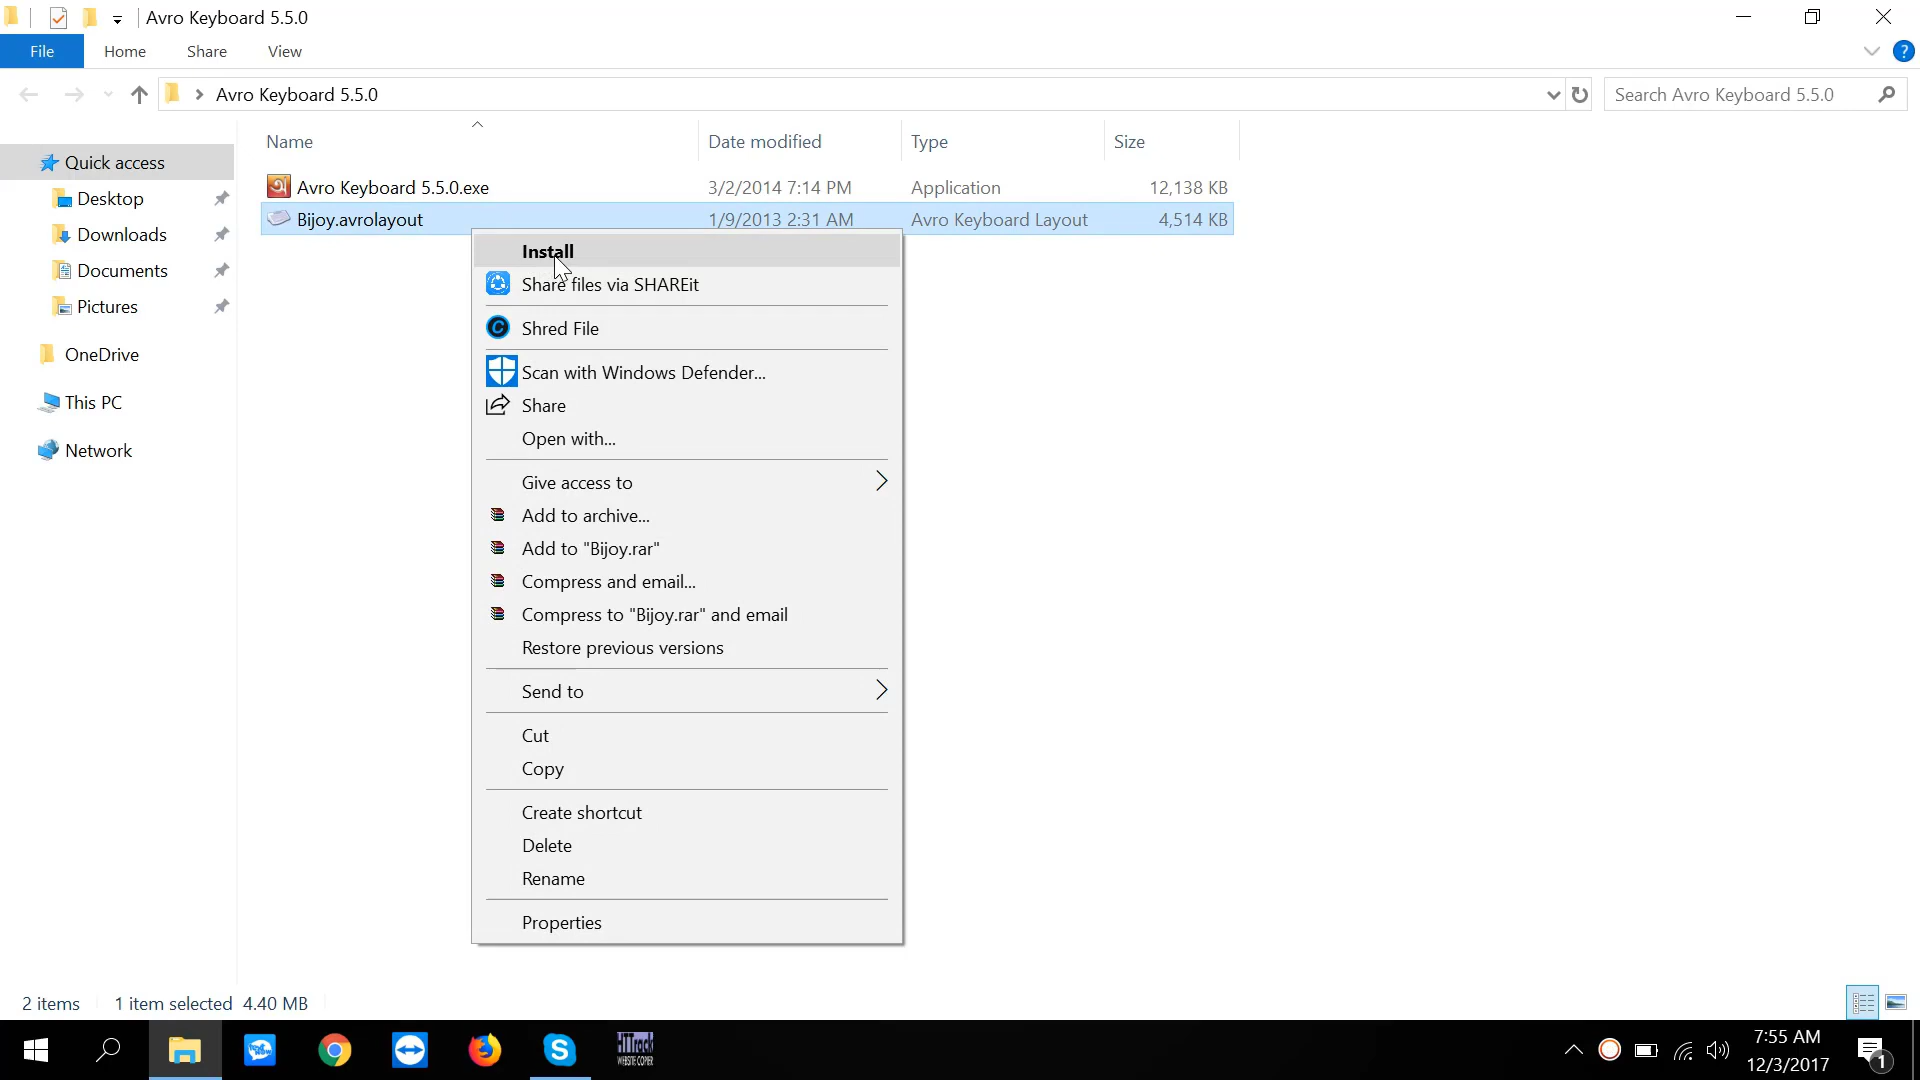 Avro Keyboard 5.5.0
File
Home
Share
View
?
Avro Keyboard 5.5.0
Search Avro Keyboard 5.5.0
Name
Date modified
Type
Size
Quick access
Desktop
Downloads
Documents
Pictures
OneDrive
This PC
Network
Avro Keyboard 5.5.0.exe
3/2/2014 7:14 PM
Application
12,138 KB
Bijoy.avrolayout
1/9/2013 2:31 AM
Avro Keyboard Layout
4,514 KB
Install
Share files via SHAREit
Shred File
Scan with Windows Defender...
Share
Open with...
Give access to
Add to archive...
Add to "Bijoy.rar"
Compress and email...
Compress to "Bijoy.rar" and email
Restore previous versions
Send to
Cut
Copy
Create shortcut
Delete
Rename
Properties
2 items
1 item selected 4.40 MB
HTTrack
WEBSITE COPIER
7:55 AM
12/3/2017
1